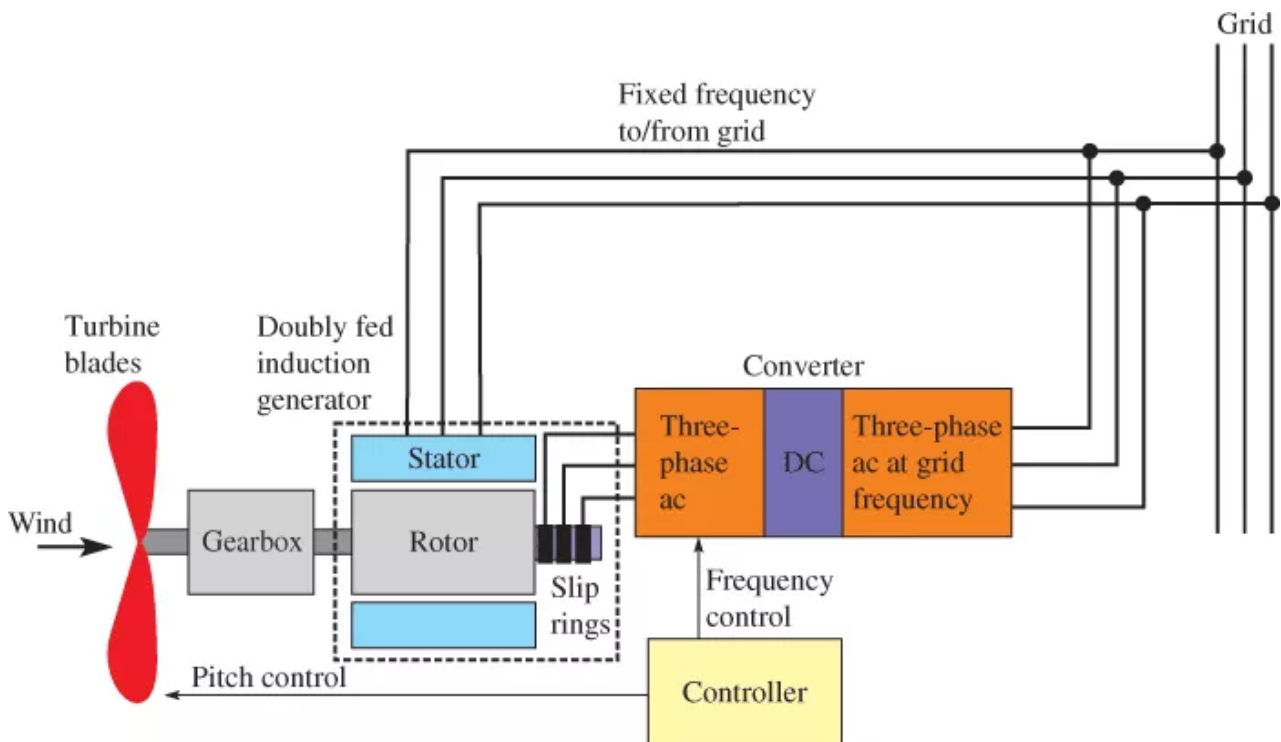 Grid
Fixed frequency
to/from grid
Turbine
blades
Doubly fed
induction
generator
Converter
Stator
Three-
phase
ac
DC
Three-phase
ac at grid
frequency
Wind
Gearbox
Rotor
Slip
rings
Frequency
control
Pitch control
Controller